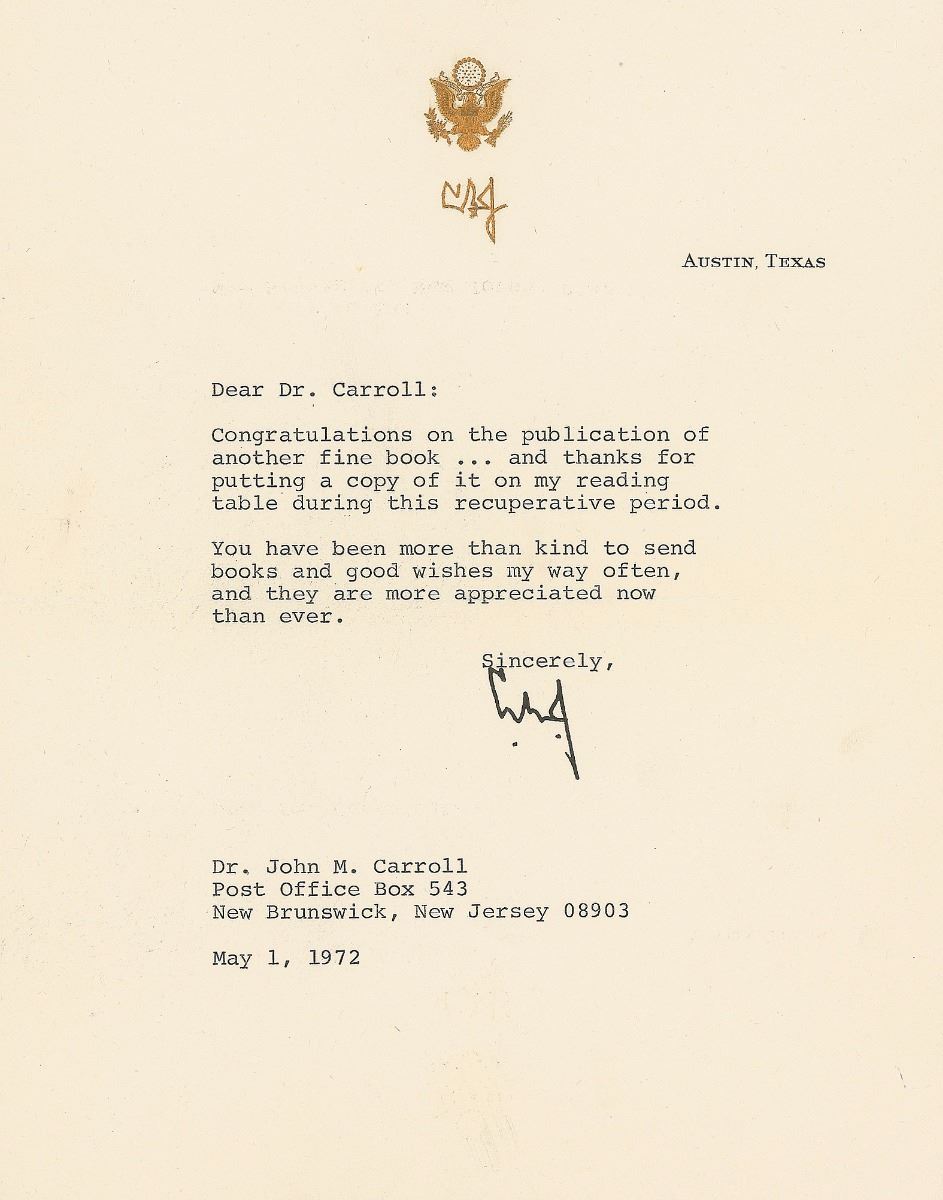 LBJ
AUSTIN, TEXAS
Dear Dr. Carroll:
Congratulations on the publication of
another fine book ... and thanks for
putting a copy of it on my reading
table during this recuperative period.
You have been more than kind to send
books and good wishes my way often,
and they are more appreciated now
than ever.
Sincerely,
LBJ
Dr. John M. Carroll
Post Office Box 543
New Brunswick, New Jersey 08903
May 1, 1972